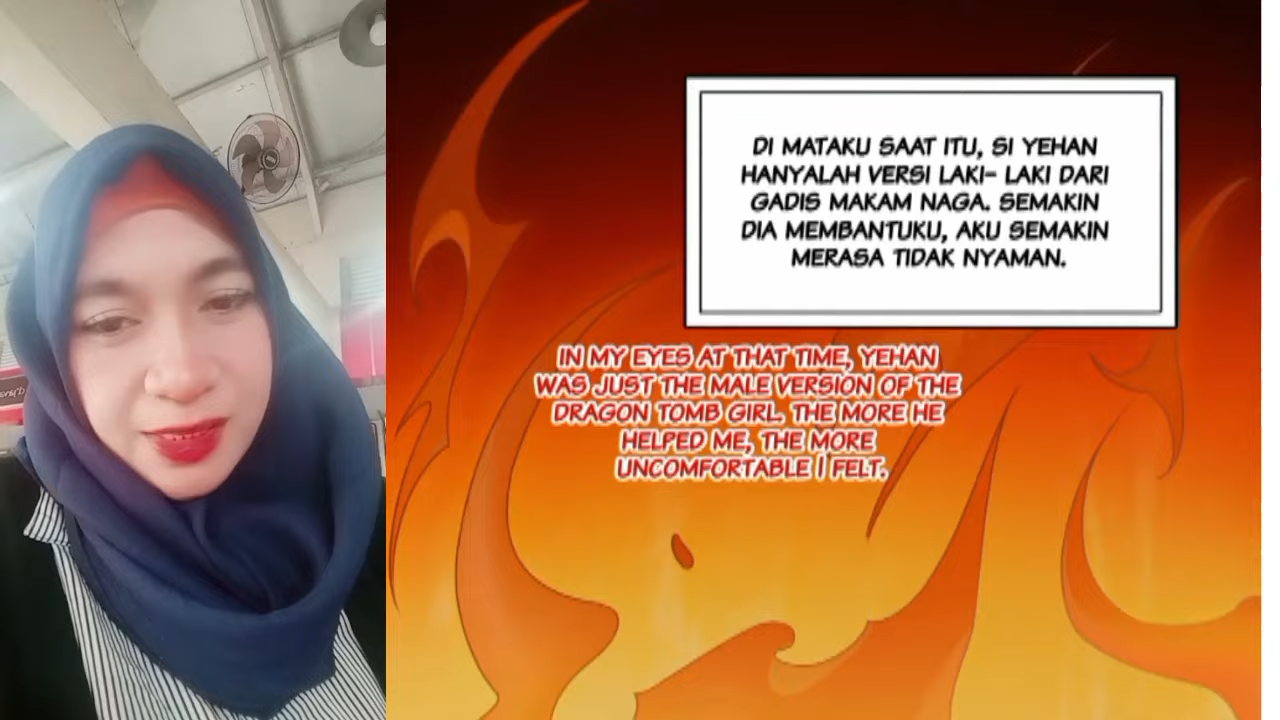 DI MATAKU SAAT ITU, SI YEHAN
HANYALAH VERSI LAKI- LAKI DARI
GADIS MAKAM NAGA. SEMAKIN
DIA MEMBANTUKU, AKU SEMAKIN
MERASA TIDAK NYAMAN.
IN MY EYES AT THAT TIME, YEHAN
WAS JUST THE MALE VERSION OF THE
DRAGON TOMB GIRL. THE MORE HE
HELPED ME, THE MORE
UNCOMFORTABLE I FELT.